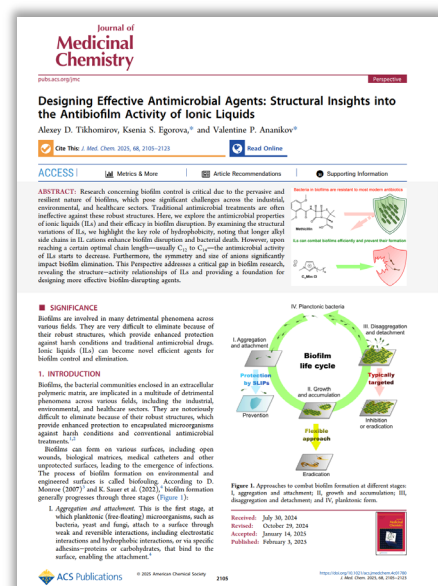 Journal of
Medicinal
Chemistry
pubs.acs.org/jmc
Perspective
Designing Effective Antimicrobial Agents: Structural Insights into
the Antibiofilm Activity of Ionic Liquids
Alexey D. Tikhomirov, Ksenia S. Egorova,* and Valentine P. Ananikov*
Cite This: J. Med. Chem. 2025, 68, 2105–2123
Read Online
ACCESS
Metrics & More
Article Recommendations
Supporting Information
ABSTRACT: Research concerning biofilm control is critical due to the pervasive and
resilient nature of biofilms, which pose significant challenges across the industrial,
environmental, and healthcare sectors. Traditional antimicrobial treatments are often
ineffective against these robust structures. Here, we explore the antimicrobial properties
of ionic liquids (ILs) and their efficacy in biofilm disruption. By examining the structural
variations of ILs, we highlight the key role of hydrophobicity, noting that longer alkyl
side chains in IL cations enhance biofilm disruption and bacterial death. However, upon
reaching a certain optimal chain length—usually C12 to C14—the antimicrobial activity
of ILs starts to decrease. Furthermore, the symmetry and size of anions significantly
impact biofilm elimination. This Perspective addresses a critical gap in biofilm research,
revealing the structure–activity relationships of ILs and providing a foundation for
designing more effective biofilm-disrupting agents.
Bacteria in biofilms are resistant to most modern antibiotics
Methicillin
ILs can combat biofilms efficiently and prevent their formation
SIGNIFICANCE
Biofilms are involved in many detrimental phenomena across
various fields. They are very difficult to eliminate because of
their robust structures, which provide enhanced protection
against harsh conditions and traditional antimicrobial drugs.
Ionic liquids (ILs) can become novel efficient agents for
biofilm control and elimination.
1. INTRODUCTION
Biofilms, the bacterial communities enclosed in an extracellular
polymeric matrix, are implicated in a multitude of detrimental
phenomena across various fields, including the industrial,
environmental, and healthcare sectors. They are notoriously
difficult to eliminate because of their robust structures, which
provide enhanced protection to encapsulated microorganisms
against harsh conditions and conventional antimicrobial
treatments.1,2
Biofilms can form on various surfaces, including open
wounds, biological matrices, medical catheters and other
unprotected surfaces, leading to the emergence of infections.
The process of biofilm formation on environmental and
engineered surfaces is called biofouling. According to D.
Monroe (2007)3 and K. Sauer et al. (2022),4 biofilm formation
generally progresses through three stages (Figure 1):
I. Aggregation and attachment. This is the first stage, at
which planktonic (free-floating) microorganisms, such as
bacteria, yeast and fungi, attach to a surface through
weak and reversible interactions, including electrostatic
interactions and hydrophobic interactions, or via specific
adhesins—proteins or carbohydrates, that bind to the
surface, enabling the attachment.
IV. Planctonic bacteria
I. Aggregation
and attachment
III. Disaggregation
and detachment
Biofilm
life cycle
Protection
by SLIPs
Typically
targeted
II. Growth
and accumulation
Prevention
Inhibition
or eradication
Flexible
approach
Eradication
Figure 1. Approaches to combat biofilm formation at different stages:
I, aggregation and attachment; II, growth and accumulation; III,
disaggregation and detachment; and IV, planktonic form.
Received: July 30, 2024
Revised: October 29, 2024
Accepted: January 14, 2025
Published: February 3, 2025
ACS Publications
© 2025 American Chemical Society
2105